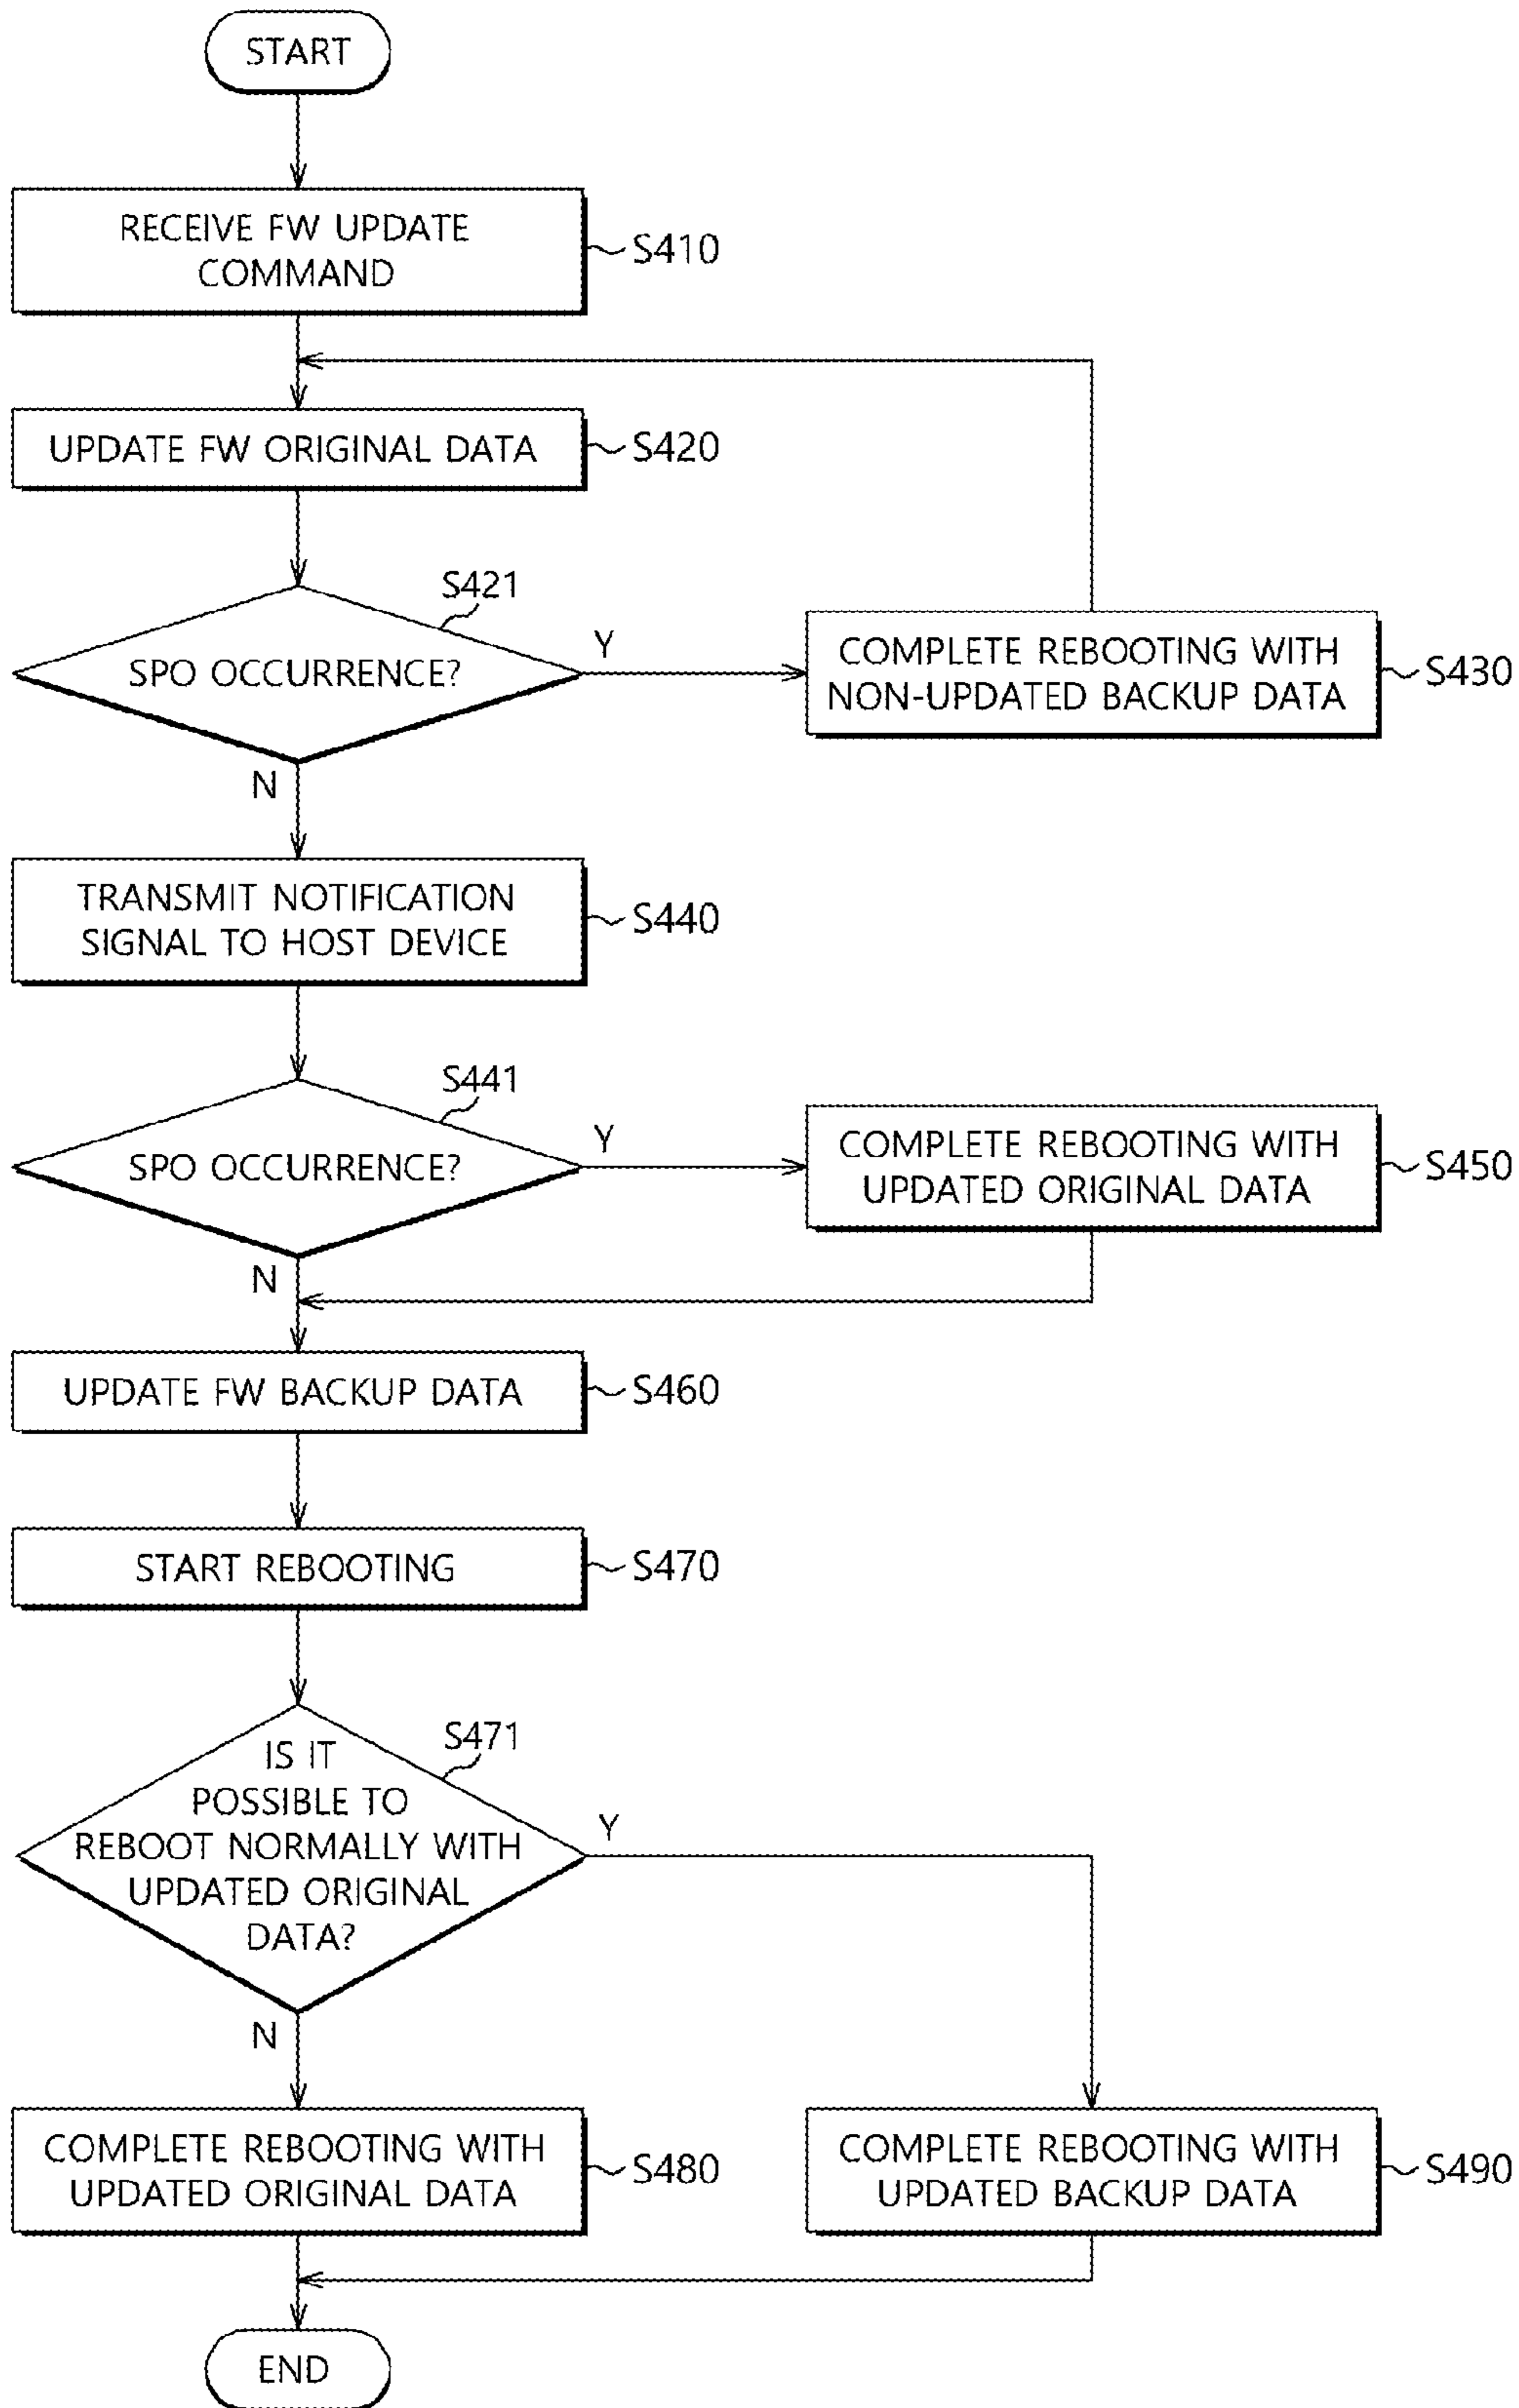 START
RECEIVE FW UPDATE
COMMAND
S410
UPDATE FW ORIGINAL DATA
S420
S421
SPO OCCURRENCE?
Y
N
COMPLETE REBOOTING WITH
NON-UPDATED BACKUP DATA
S430
TRANSMIT NOTIFICATION
SIGNAL TO HOST DEVICE
S440
S441
SPO OCCURRENCE?
Y
N
COMPLETE REBOOTING WITH
UPDATED ORIGINAL DATA
S450
UPDATE FW BACKUP DATA
S460
START REBOOTING
S470
S471
IS IT
POSSIBLE TO
REBOOT NORMALLY WITH
UPDATED ORIGINAL
DATA?
Y
N
COMPLETE REBOOTING WITH
UPDATED ORIGINAL DATA
S480
COMPLETE REBOOTING WITH
UPDATED BACKUP DATA
S490
END